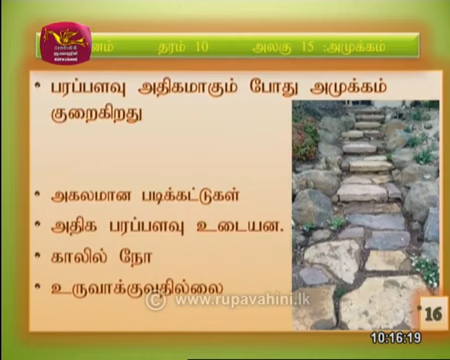 னம் தரம் 10 அலகு 15 :அமுக்கம்
• பரப்பளவு அதிகமாகும் போது அமுக்கம்
குறைகிறது
• அகலமான படிக்கட்டுகள்
• அதிக பரப்பளவு உடையன.
• காலில் நோ
• உருவாக்குவதில்லை
© www.rupavahini.lk
16
10:16:19